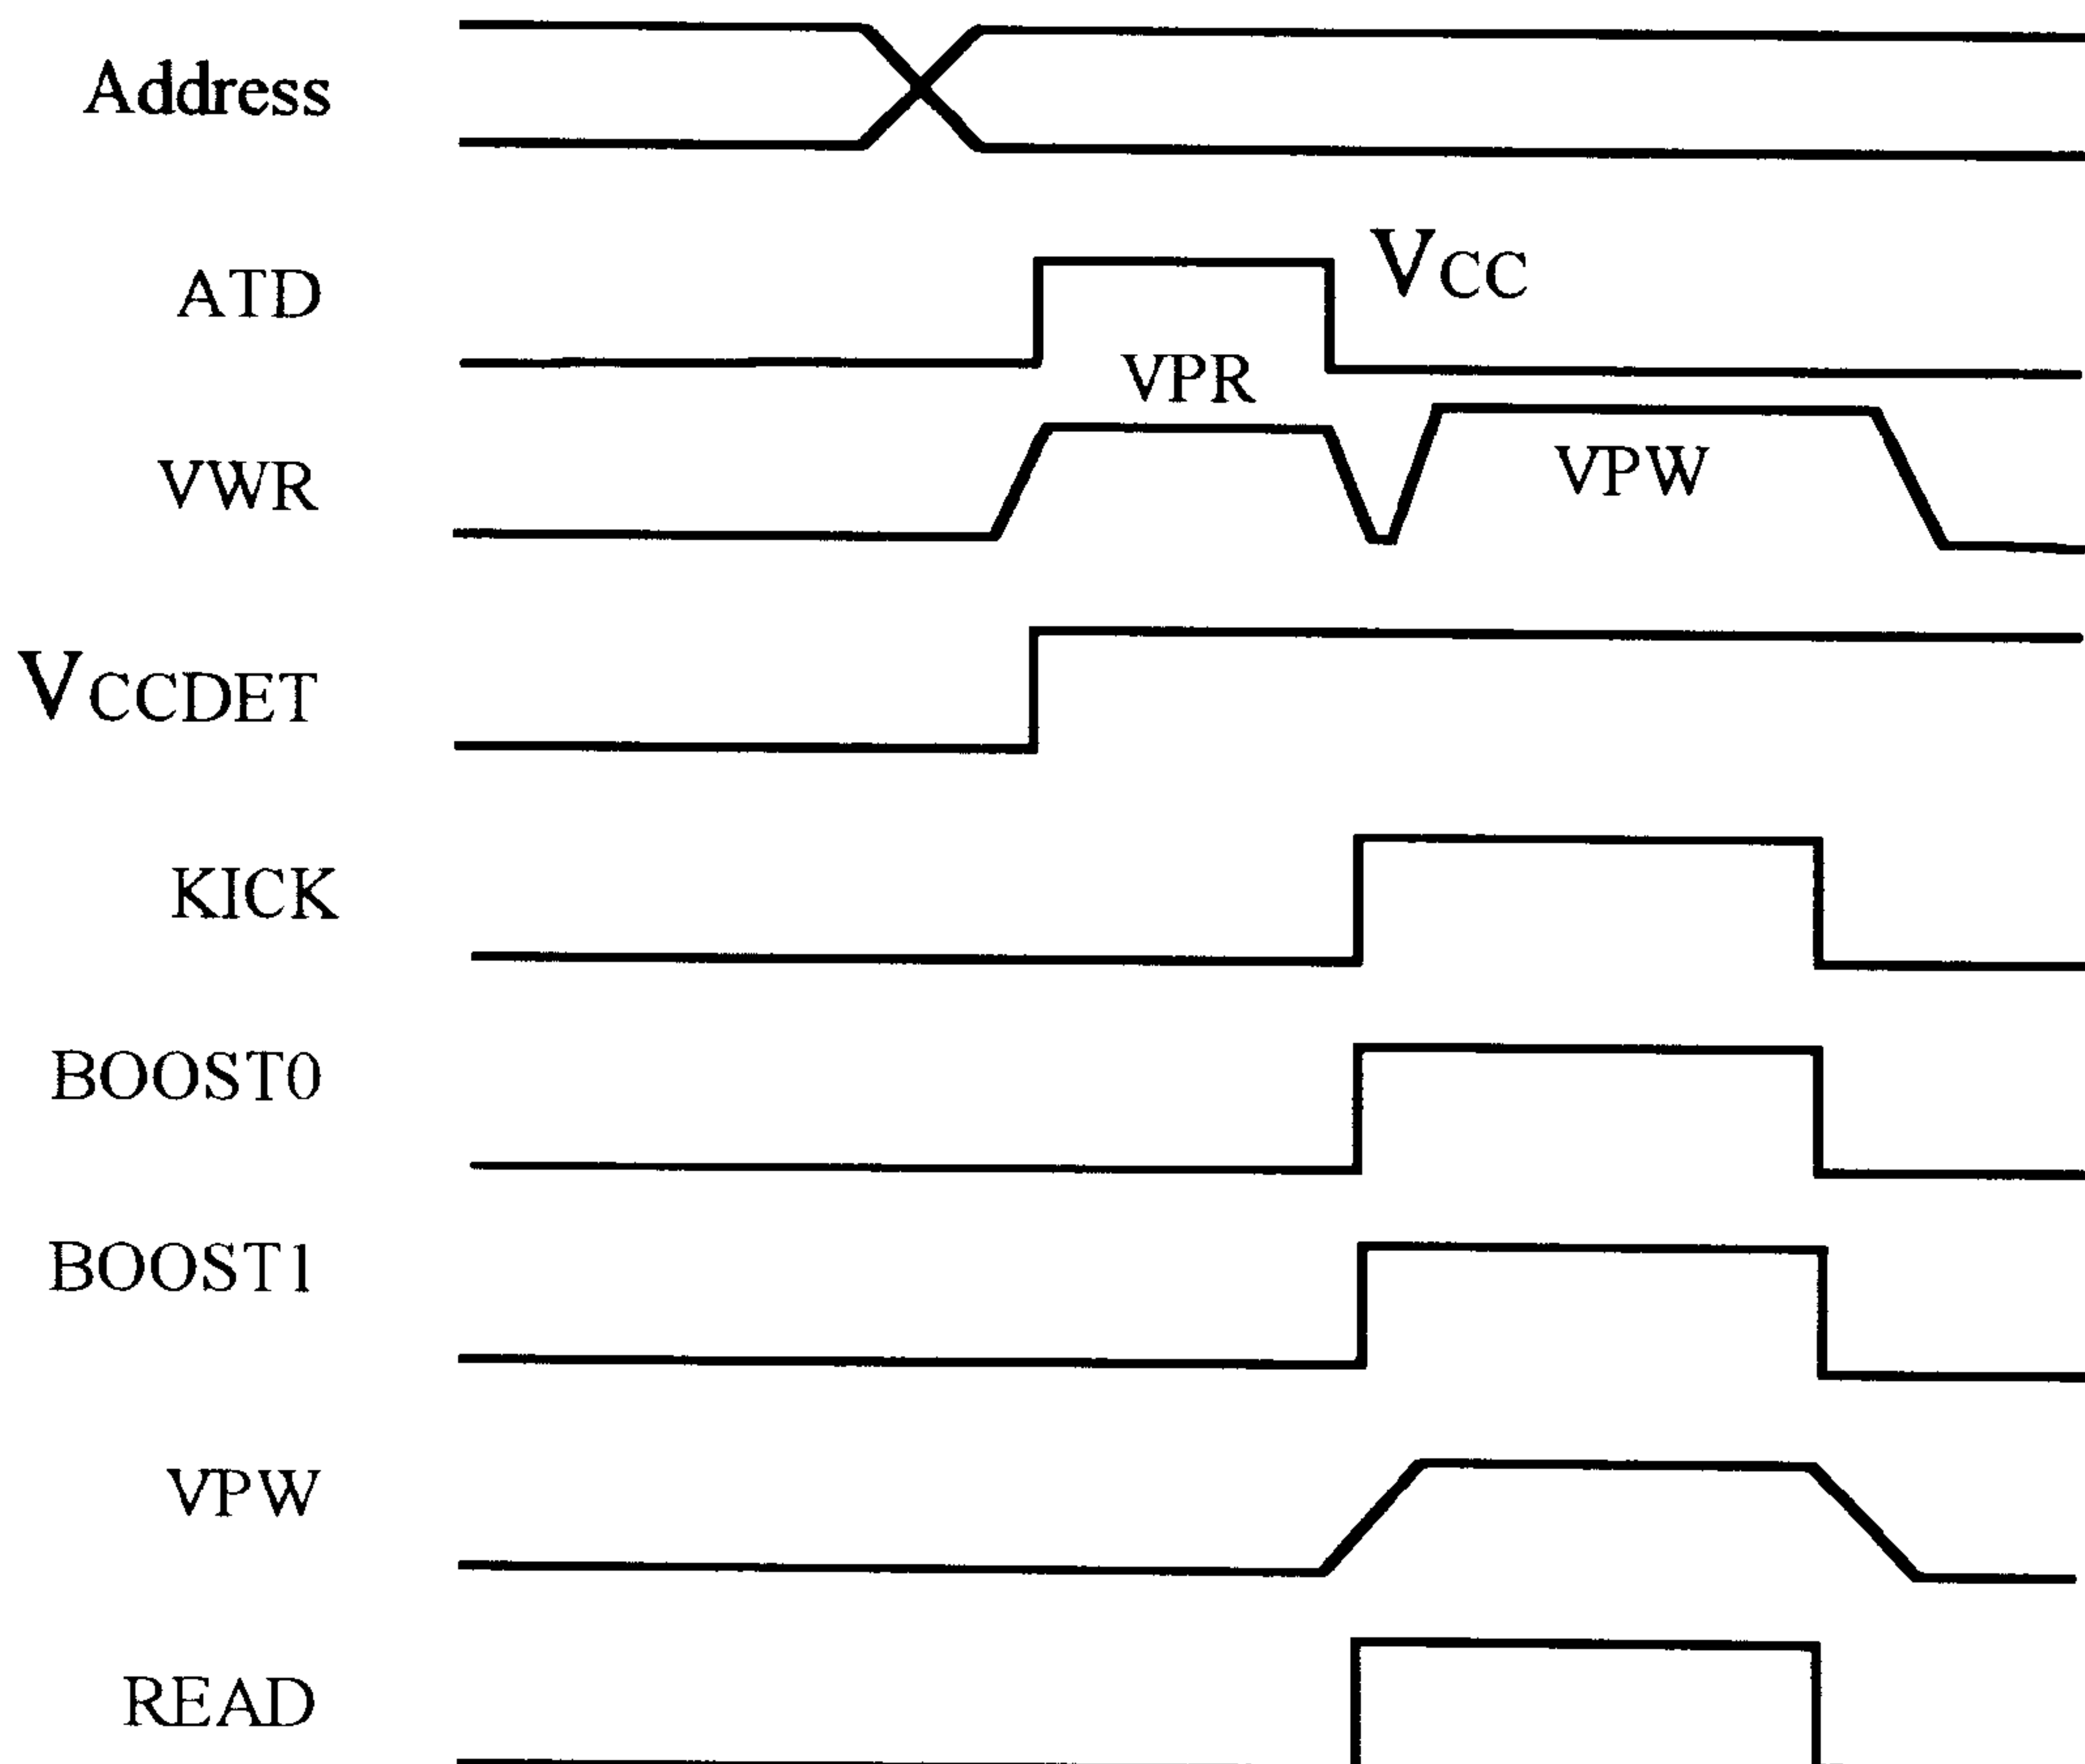 Address
ATD
VCC
VPR
VWR
VPW
VCCDET
KICK
BOOST0
BOOST1
VPW
READ